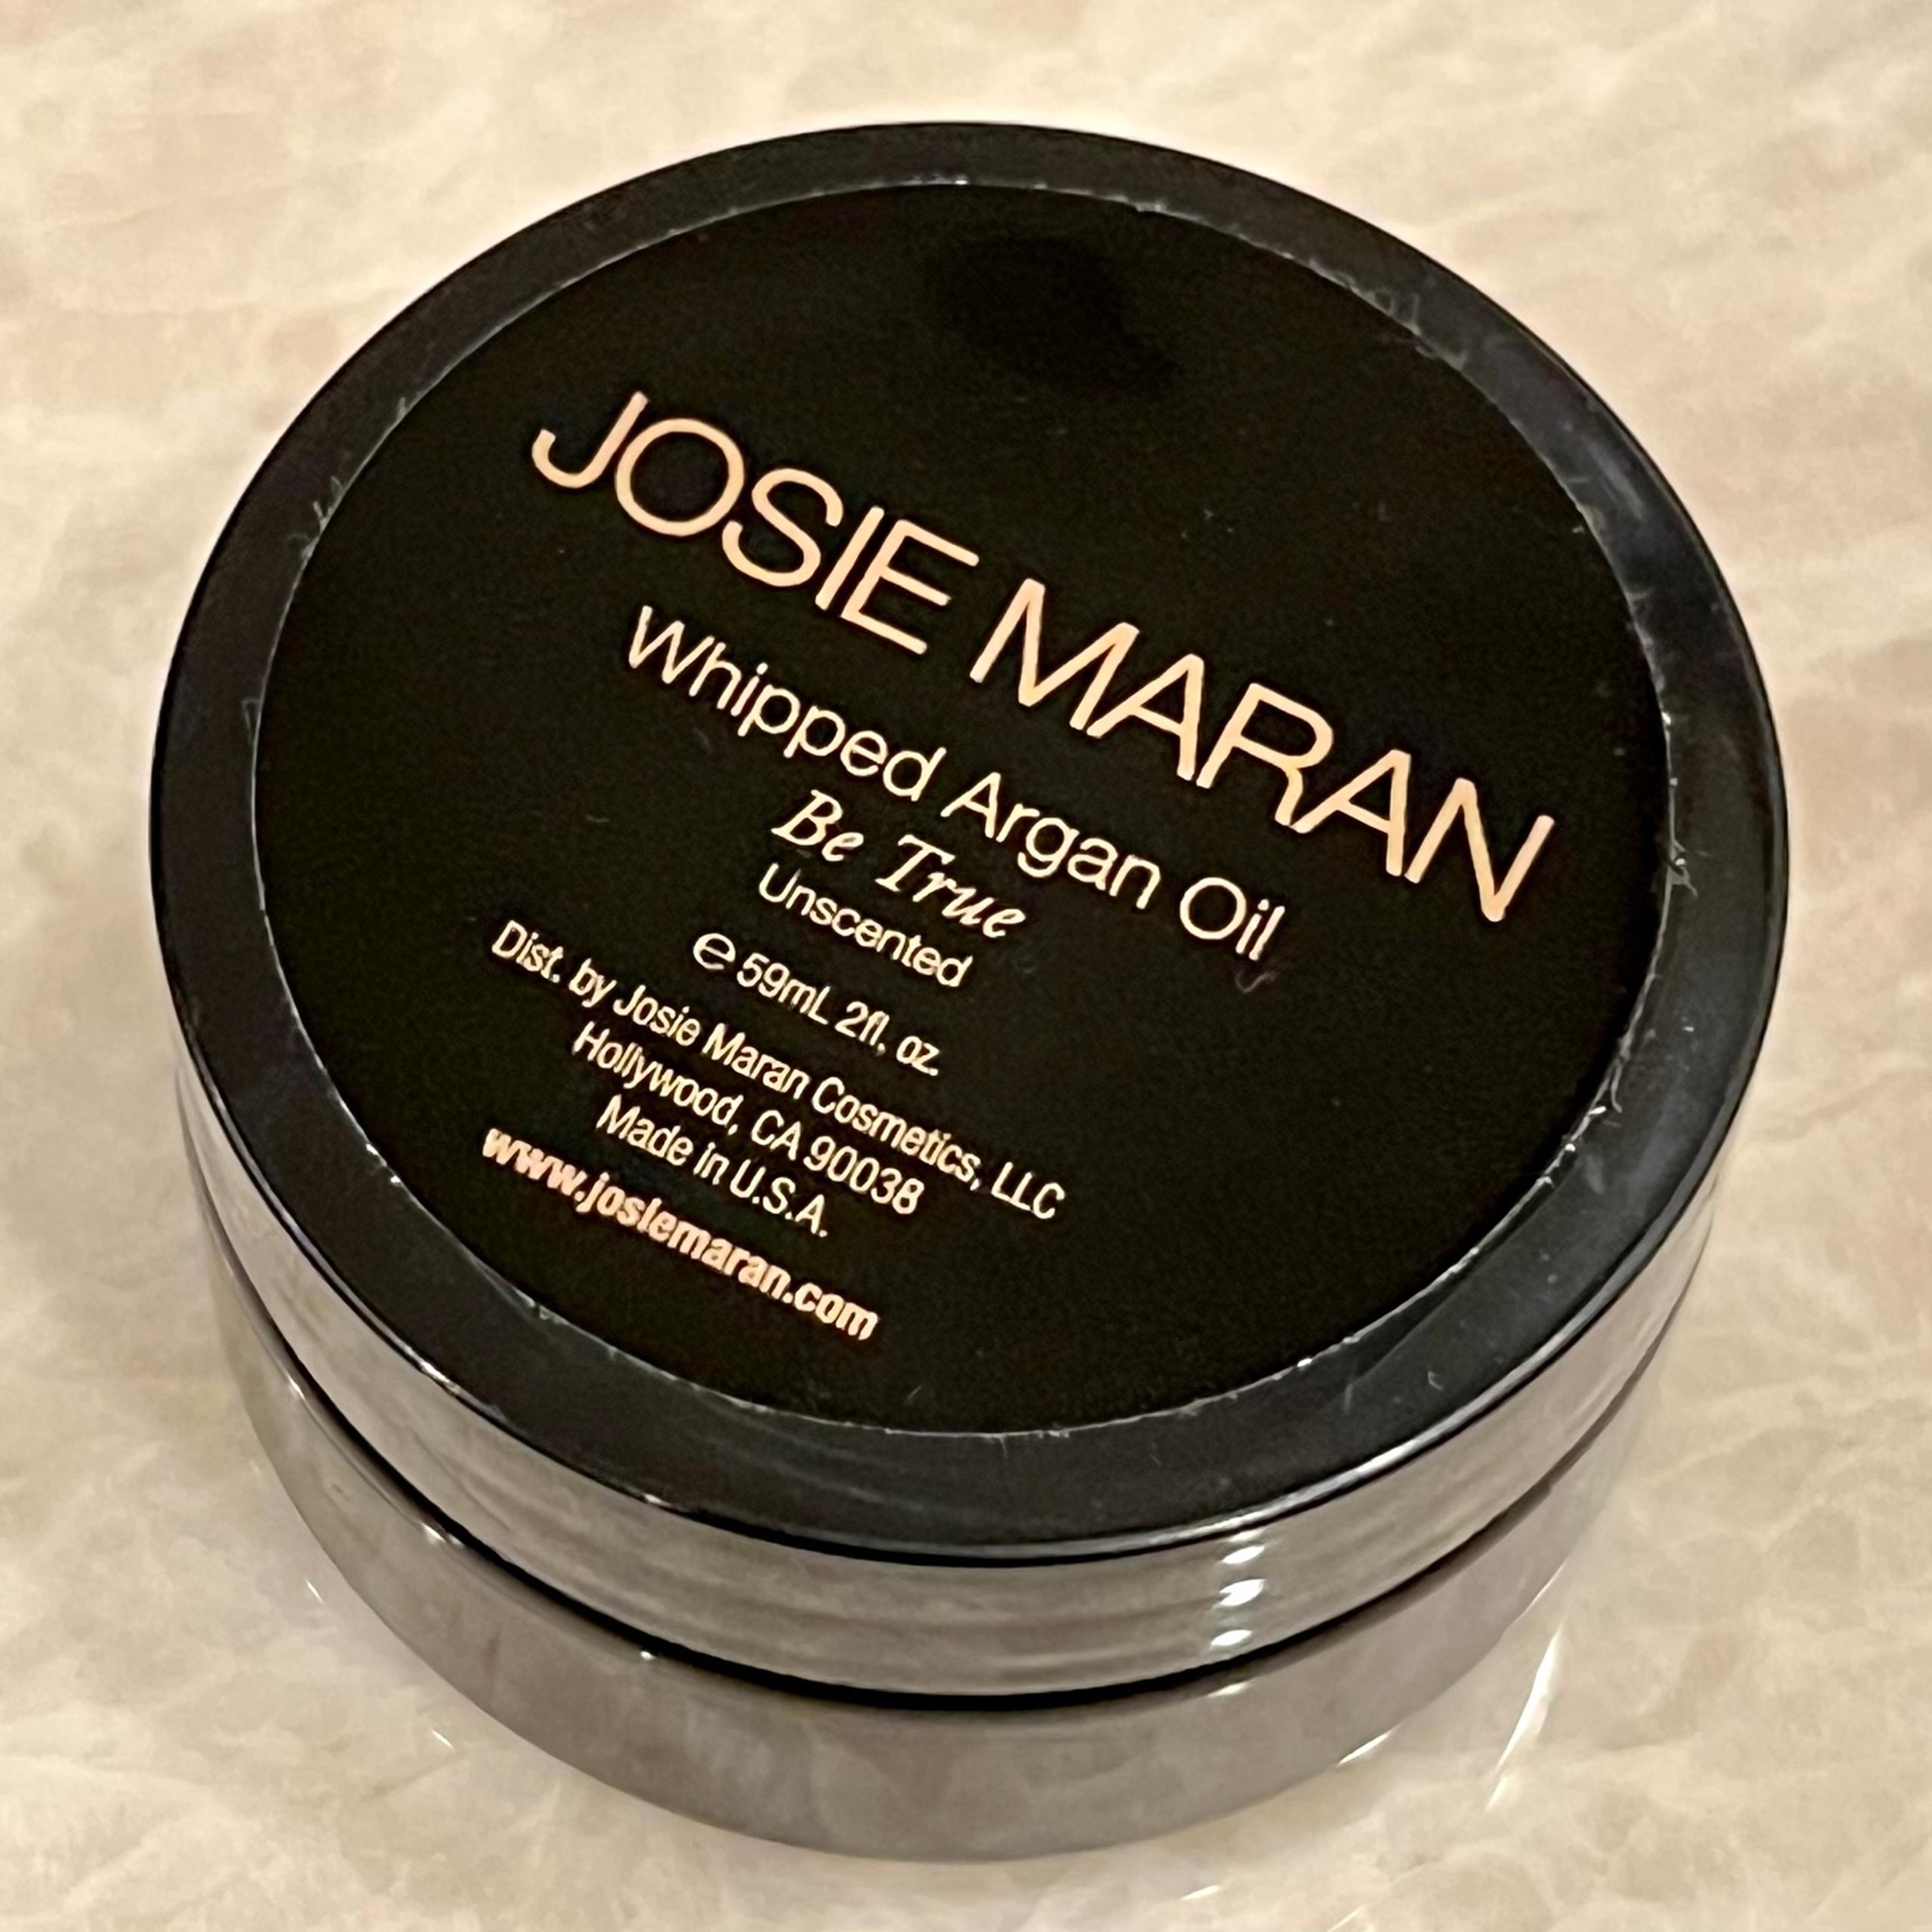 JOSIE MARAN
Whipped Argan Oil
Be True
Unscented
℮ 59mL 2fl. oz.
Dist. by Josie Maran Cosmetics, LLC
Hollywood, CA 90038
Made in U.S.A.
www.josiemaran.com